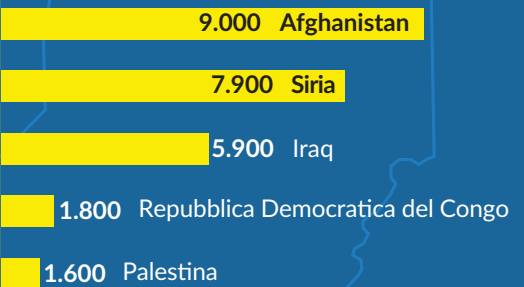 9.000 Afghanistan
7.900 Siria
5.900 Iraq
1.800 Repubblica Democratica del Congo
1.600 Palestina